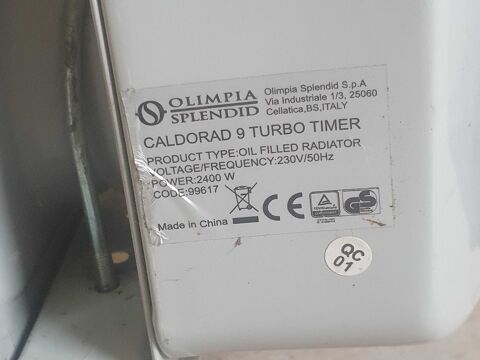 OLIMPIA
SPLENDID
Olimpia Splendid S.p.A
Via Industriale 1/3, 25060
Cellatica,BS,ITALY
CALDORAD 9 TURBO TIMER
PRODUCT TYPE:OIL FILLED RADIATOR
VOLTAGE/FREQUENCY:230V/50Hz
POWER:2400 W
CODE:99617
Made in China
CE
GS
QC
01